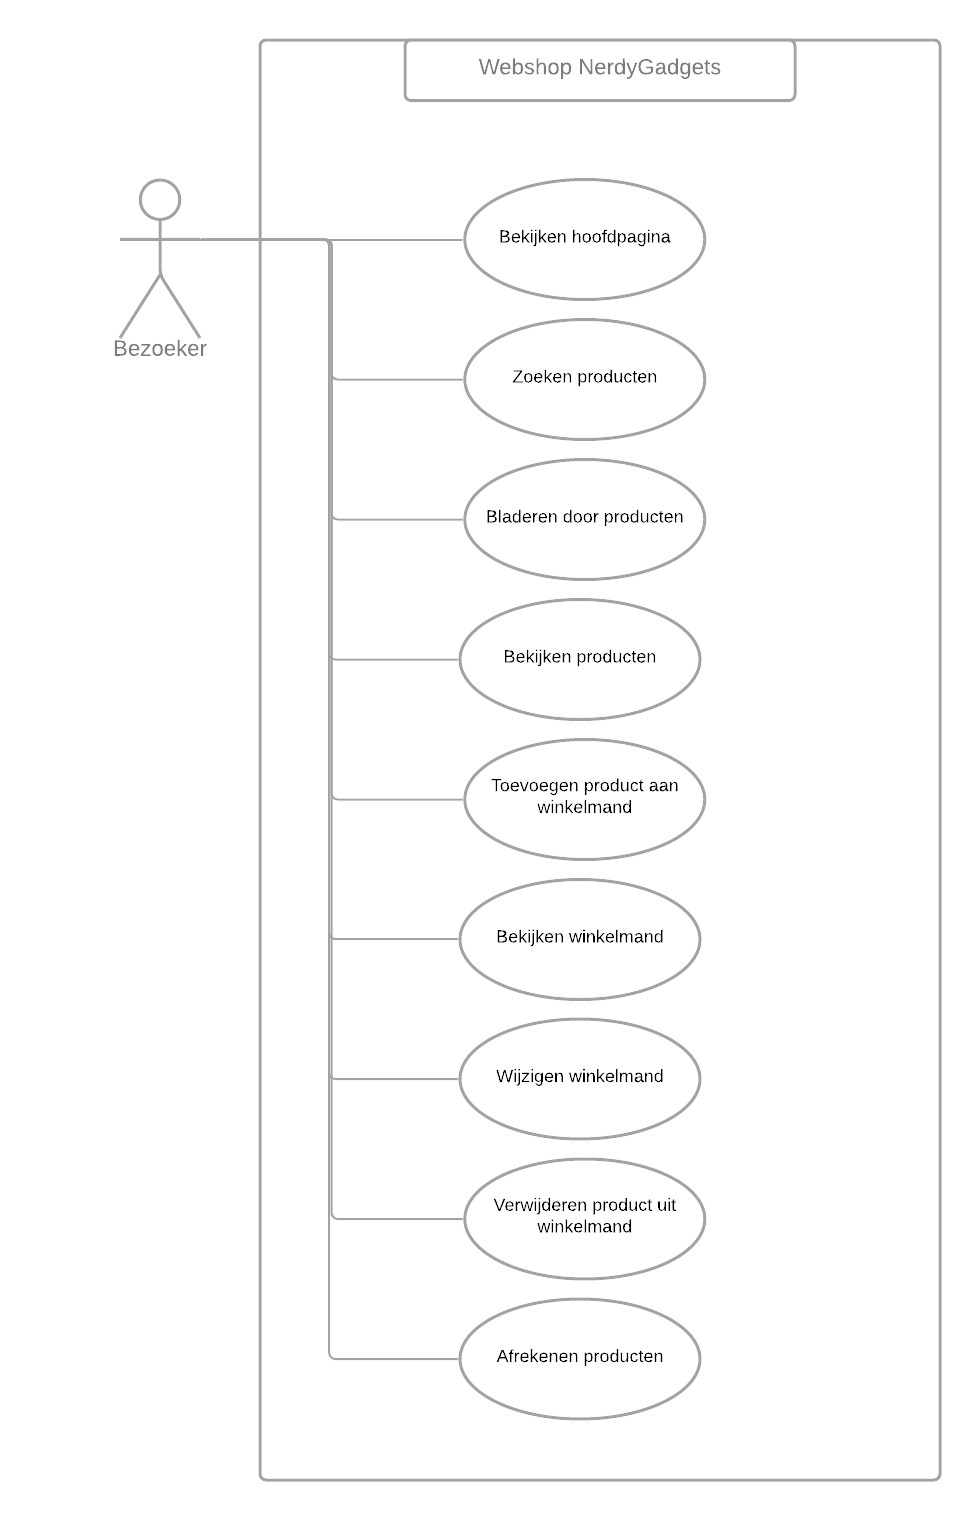 Webshop NerdyGadgets
Bezoeker
Bekijken hoofdpagina
Zoeken producten
Bladeren door producten
Bekijken producten
Toevoegen product aan
winkelmand
Bekijken winkelmand
Wijzigen winkelmand
Verwijderen product uit
winkelmand
Afrekenen producten